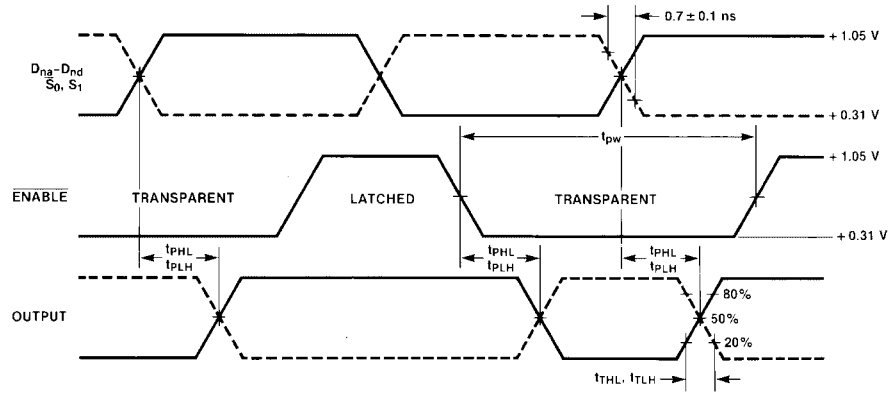 0.7 ± 0.1 ns
+ 1.05 V
Dna–Dnd
S0, S1
+ 0.31 V
tpw
+ 1.05 V
ENABLE
TRANSPARENT
LATCHED
TRANSPARENT
+ 0.31 V
tPHL
tPLH
tPHL
tPLH
tPHL
tPLH
80%
OUTPUT
50%
20%
tTHL, tTLH